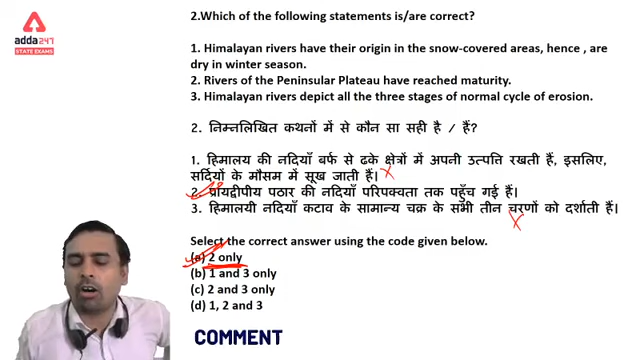 adda247
STATE EXAMS
2.Which of the following statements is/are correct?
1. Himalayan rivers have their origin in the snow-covered areas, hence , are
dry in winter season.
2. Rivers of the Peninsular Plateau have reached maturity.
3. Himalayan rivers depict all the three stages of normal cycle of erosion.
2. निम्नलिखित कथनों में से कौन सा सही है / हैं?
1. हिमालय की नदियाँ बर्फ से ढके क्षेत्रों में अपनी उत्पत्ति रखती हैं, इसलिए,
सर्दियों के मौसम में सूख जाती हैं।
2. प्रायद्वीपीय पठार की नदियाँ परिपक्वता तक पहुँच गई हैं।
3. हिमालयी नदियाँ कटाव के सामान्य चक्र के सभी तीन चरणों को दर्शाती हैं।
Select the correct answer using the code given below.
(a) 2 only
(b) 1 and 3 only
(c) 2 and 3 only
(d) 1, 2 and 3
COMMENT